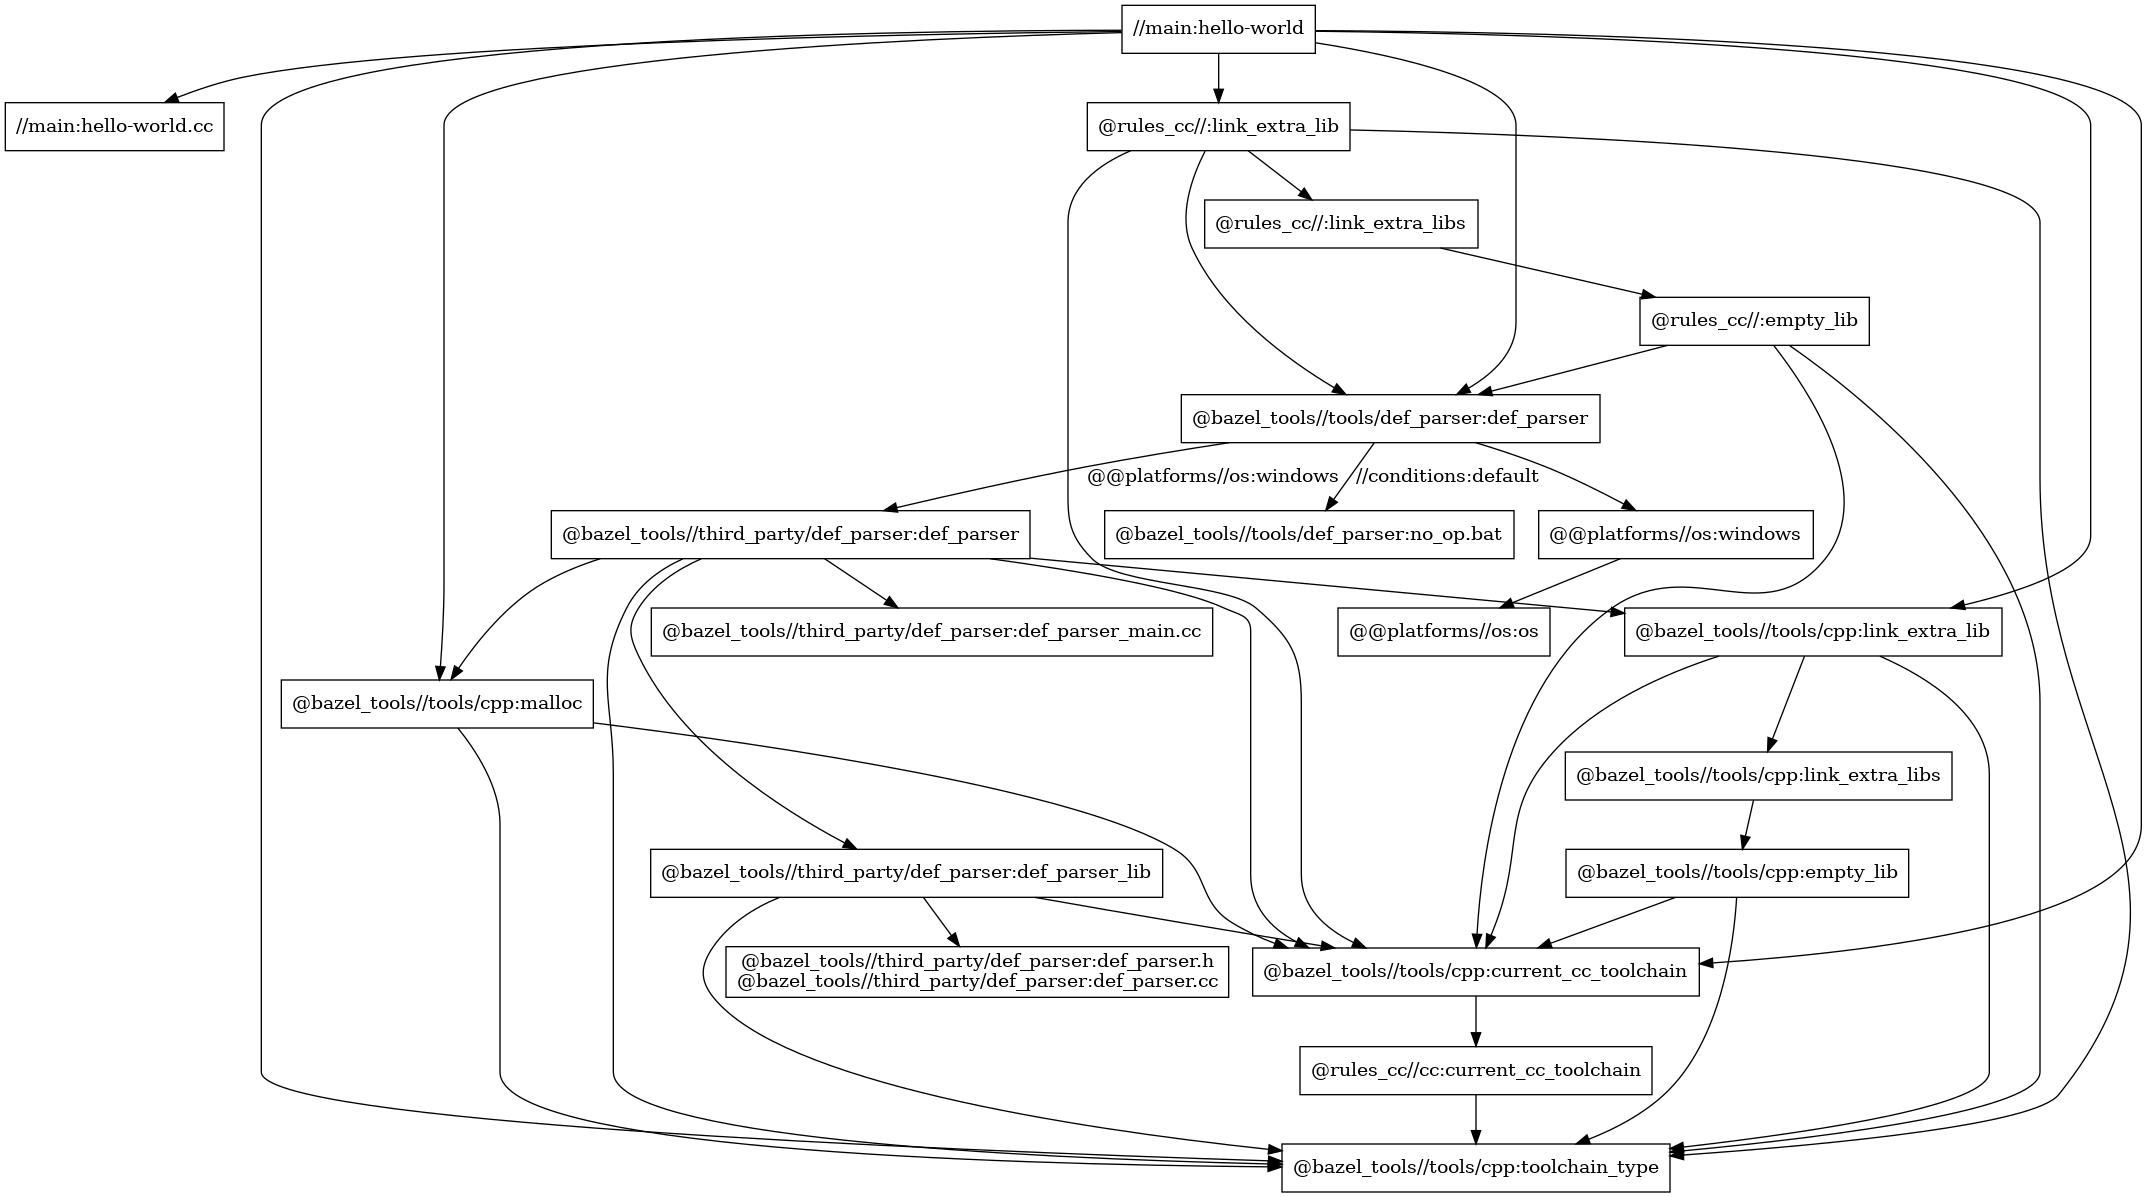 //main:hello-world
//main:hello-world.cc
@rules_cc//:link_extra_lib
@rules_cc//:link_extra_libs
@rules_cc//:empty_lib
@bazel_tools//tools/def_parser:def_parser
@@platforms//os:windows
//conditions:default
@bazel_tools//third_party/def_parser:def_parser
@bazel_tools//tools/def_parser:no_op.bat
@@platforms//os:windows
@bazel_tools//third_party/def_parser:def_parser_main.cc
@@platforms//os:os
@bazel_tools//tools/cpp:link_extra_lib
@bazel_tools//tools/cpp:malloc
@bazel_tools//tools/cpp:link_extra_libs
@bazel_tools//third_party/def_parser:def_parser_lib
@bazel_tools//tools/cpp:empty_lib
@bazel_tools//third_party/def_parser:def_parser.h
@bazel_tools//third_party/def_parser:def_parser.cc
@bazel_tools//tools/cpp:current_cc_toolchain
@rules_cc//cc:current_cc_toolchain
@bazel_tools//tools/cpp:toolchain_type